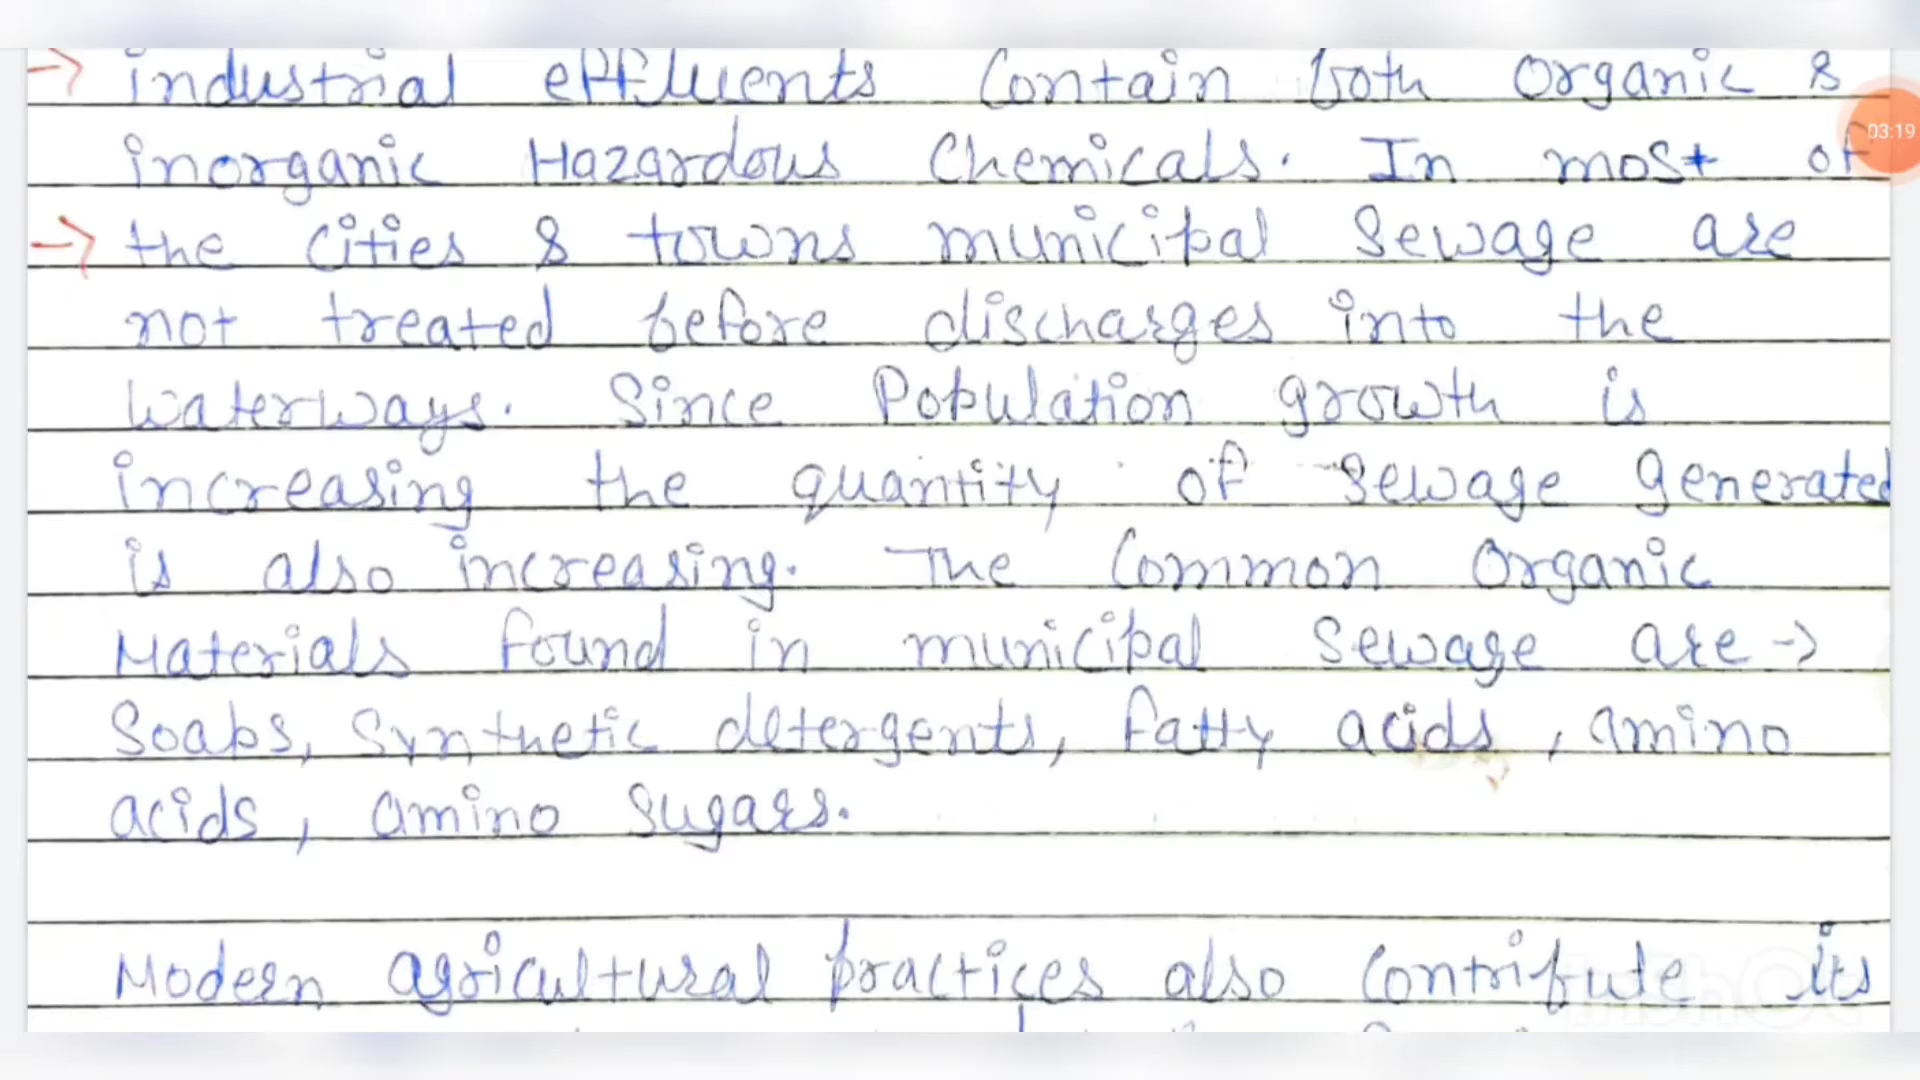 → industrial effluents Contain both Organic &
inorganic Hazardous Chemicals. In most of
03:19
→ the Cities & towns municipal Sewage are
not treated before discharges into the
Waterways. Since Population growth is
increasing the quantity of Sewage Generated
is also increasing. The Common Organic
Materials found in municipal Sewage are →
Soaps, Synthetic detergents, Fatty acids, amino
acids, amino Sugars.
Modern agricultural practices also Contribute its
InShOt